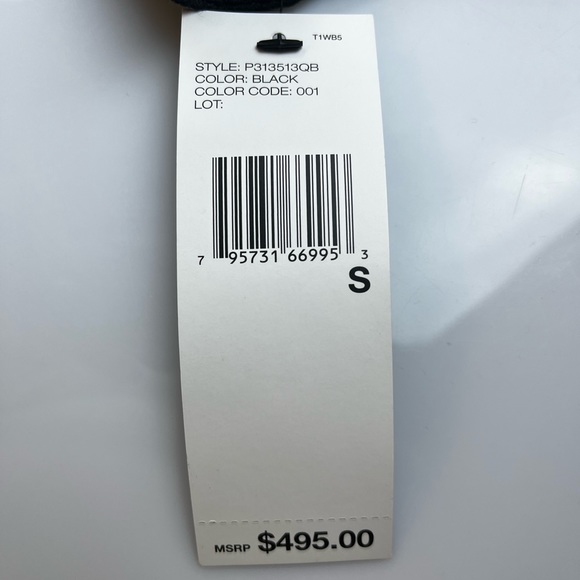 T1WB5
STYLE: P313513QB
COLOR: BLACK
COLOR CODE: 001
LOT:
7 95731 66995 3
S
MSRP $495.00